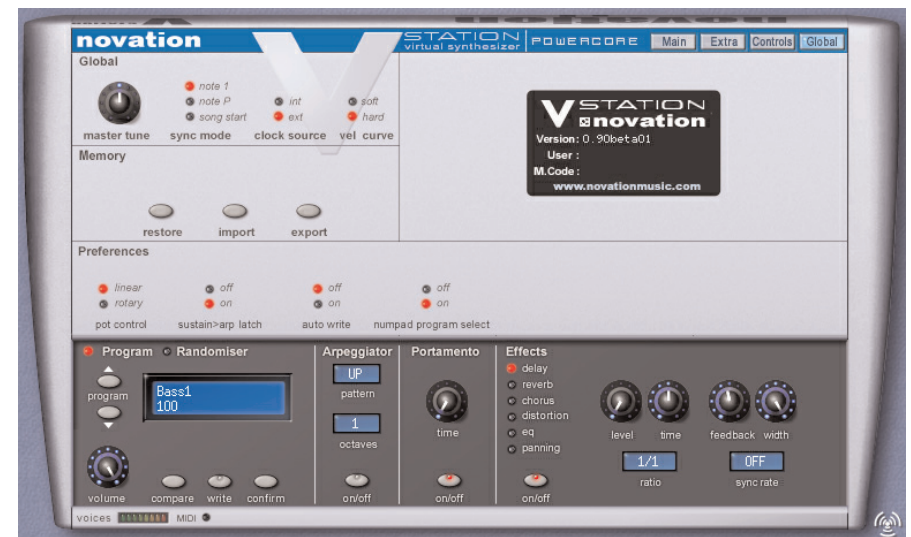 novation
STATION
virtual synthesizer
POWERCORE
Main
Extra
Controls
Global
Global
note 1
note P
song start
int
ext
soft
hard
master tune
sync mode
clock source
vel curve
VSTATION
novation
Version: 0.90beta01
User :
M.Code :
www.novationmusic.com
Memory
restore
import
export
Preferences
linear
rotary
off
on
off
on
off
on
pot control
sustain>arp latch
auto write
numpad program select
Program
Randomiser
program
Bass1
100
volume
compare
write
confirm
Arpeggiator
UP
pattern
1
octaves
on/off
Portamento
time
on/off
Effects
delay
reverb
chorus
distortion
eq
panning
on/off
level
time
feedback
width
1/1
ratio
OFF
sync rate
voices
MIDI